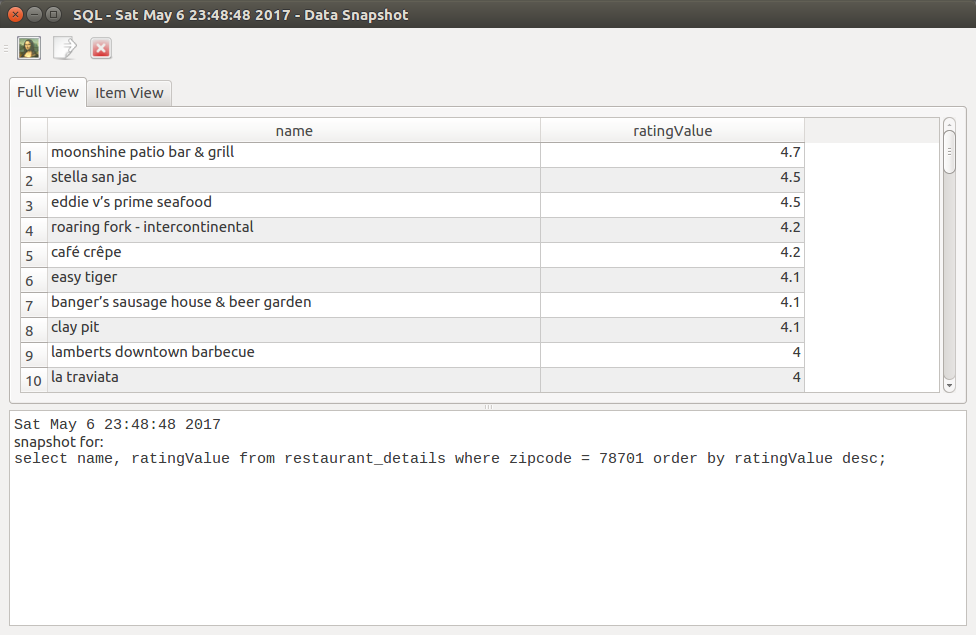 SQL - Sat May 6 23:48:48 2017 - Data Snapshot
Full View Item View
name ratingValue
1 moonshine patio bar & grill 4.7
2 stella san jac 4.5
3 eddie v’s prime seafood 4.5
4 roaring fork - intercontinental 4.2
5 café crêpe 4.2
6 easy tiger 4.1
7 banger’s sausage house & beer garden 4.1
8 clay pit 4.1
9 lamberts downtown barbecue 4
10 la traviata 4
Sat May 6 23:48:48 2017
snapshot for:
select name, ratingValue from restaurant_details where zipcode = 78701 order by ratingValue desc;